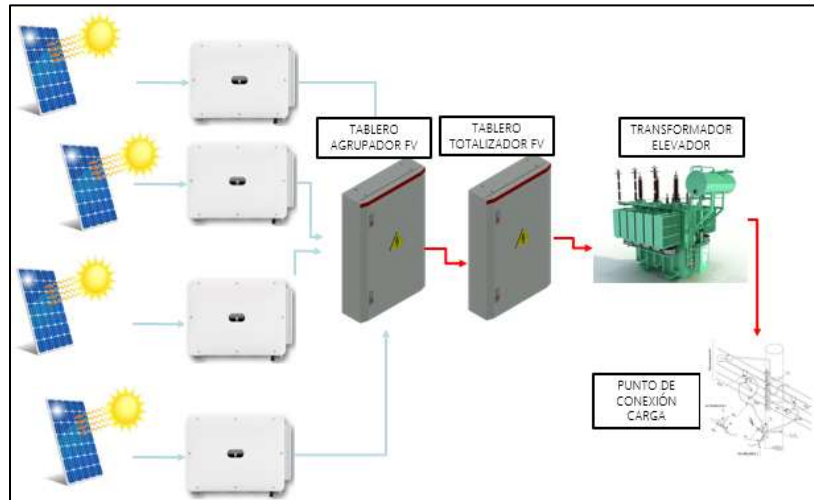 TABLERO
AGRUPADOR FV
TABLERO
TOTALIZADOR FV
TRANSFORMADOR
ELEVADOR
PUNTO DE
CONEXIÓN
CARGA